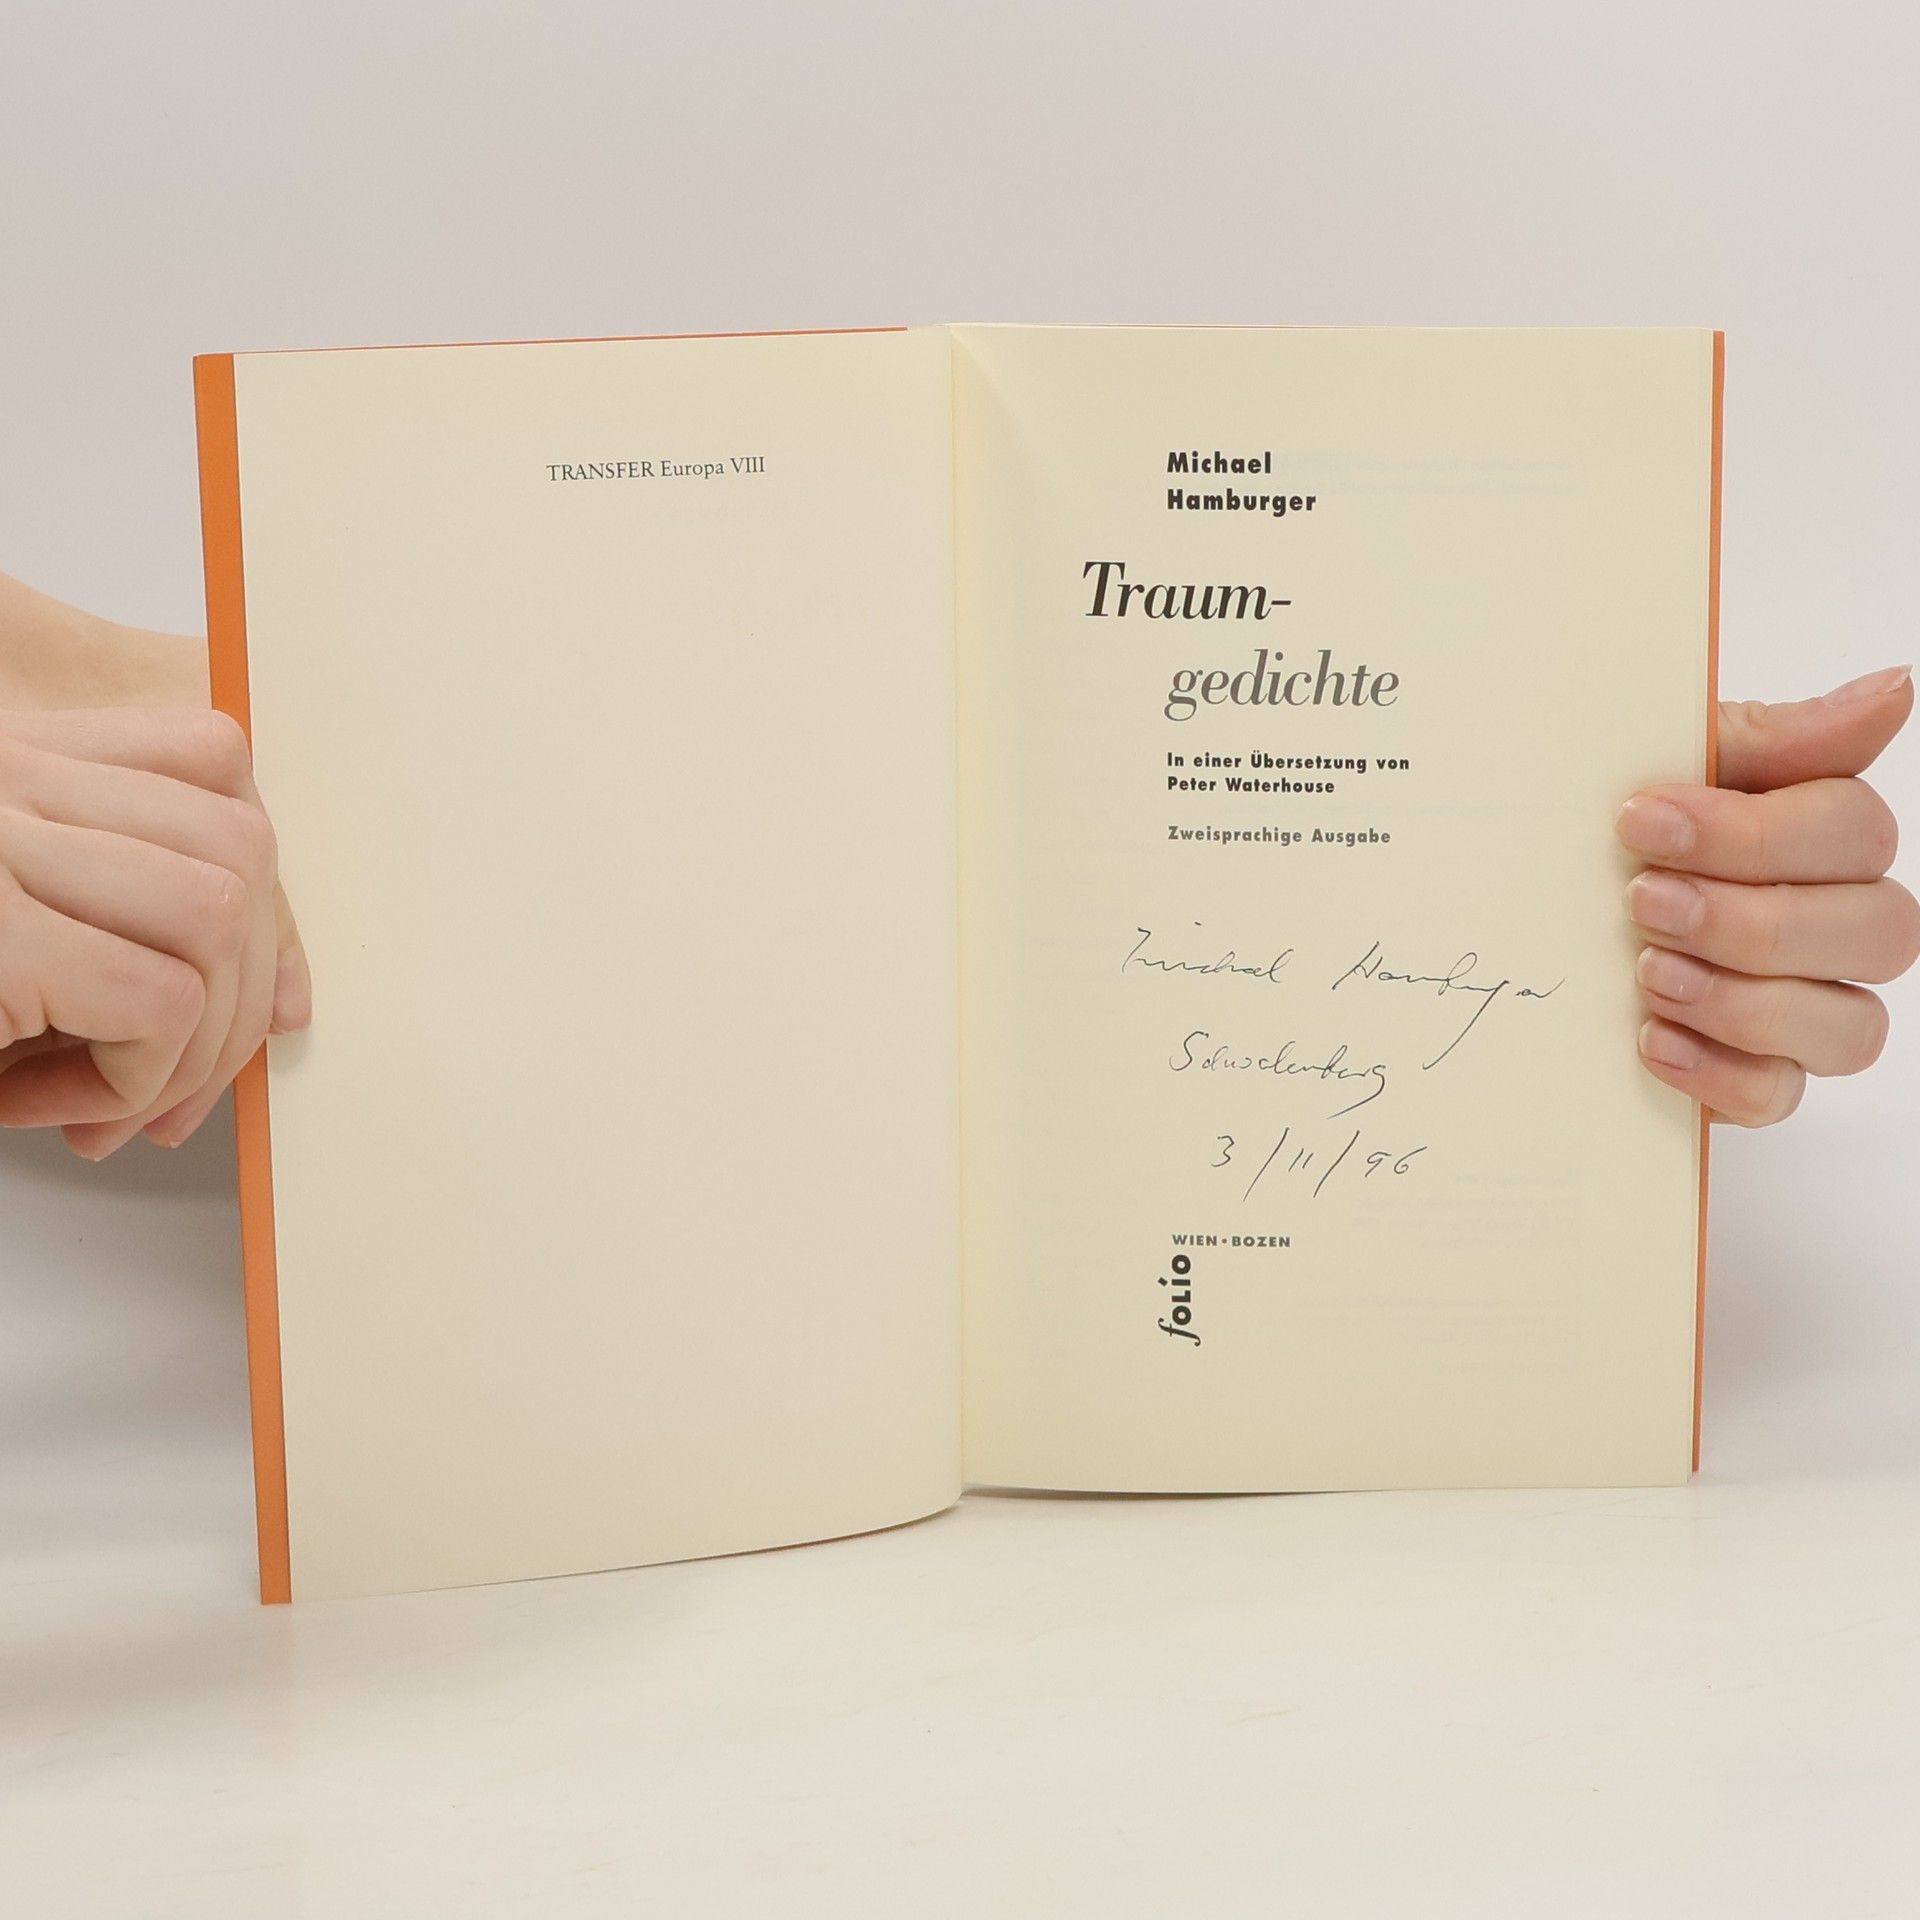 TRANSFER Europa VIII
Michael
Hamburger
Traum-
gedichte
In einer Übersetzung von
Peter Waterhouse
Zweisprachige Ausgabe
Michael Hamburger
3/11/96
WIEN • BOZEN
folio